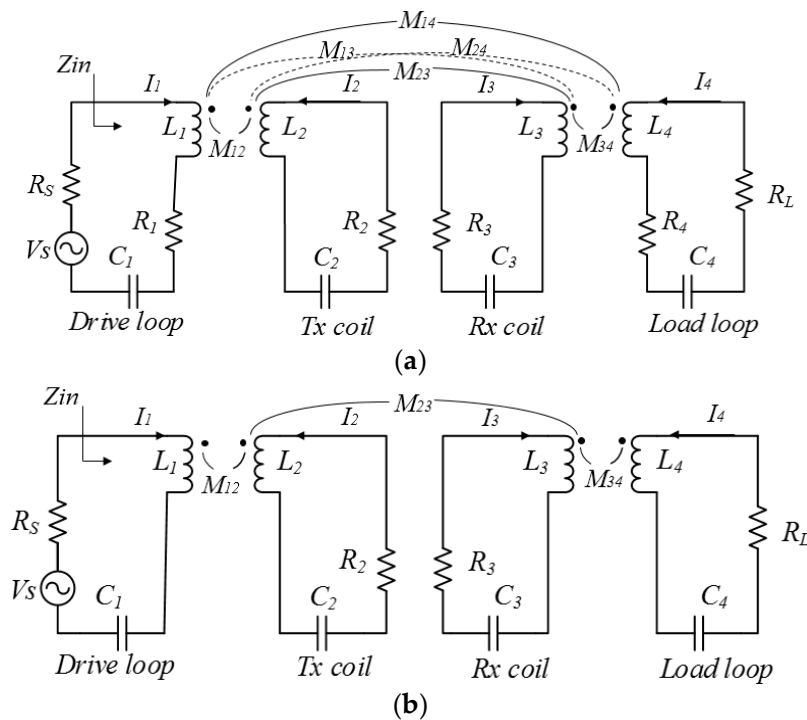 M14
M13 M24
M23
Zin
I1 I2 I3 I4
L1 L2 L3 L4
M12 M34
RS R1 R2 R3 R4 RL
Vs
C1 C2 C3 C4
Drive loop Tx coil Rx coil Load loop
(a)
Zin
M23
I1 I2 I3 I4
L1 L2 L3 L4
M12 M34
RS R2 R3 RL
Vs
C1 C2 C3 C4
Drive loop Tx coil Rx coil Load loop
(b)